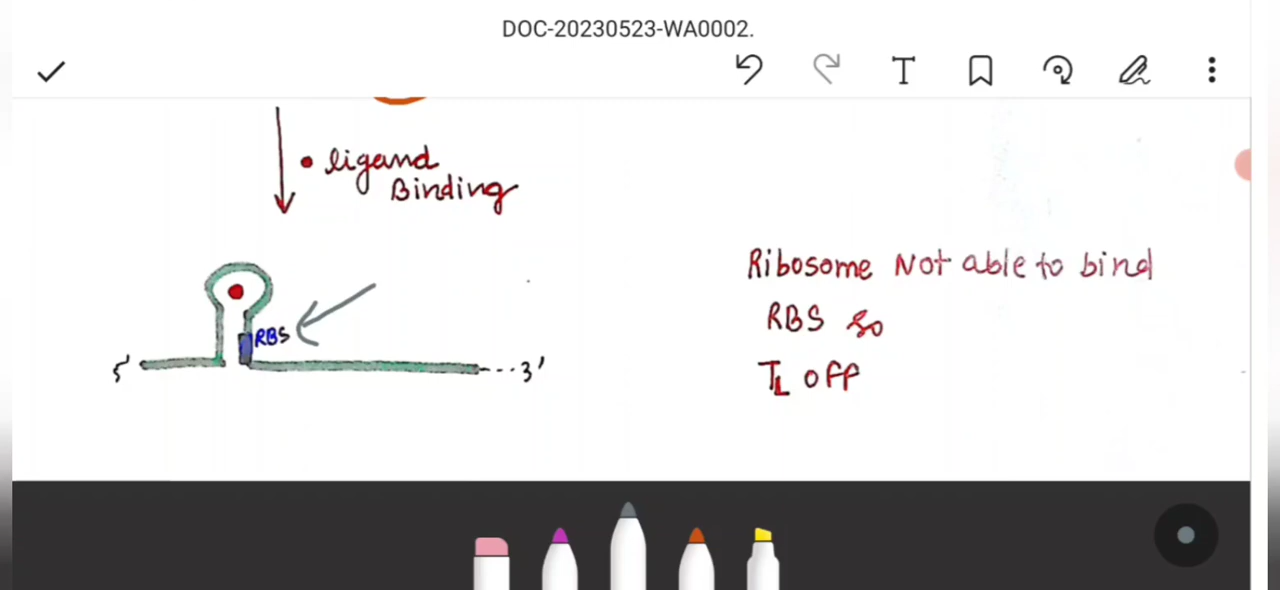 DOC-20230523-WA0002.
T
• ligand
Binding
RBS
5'
3'
Ribosome Not able to bind
RBS so
TL OFF